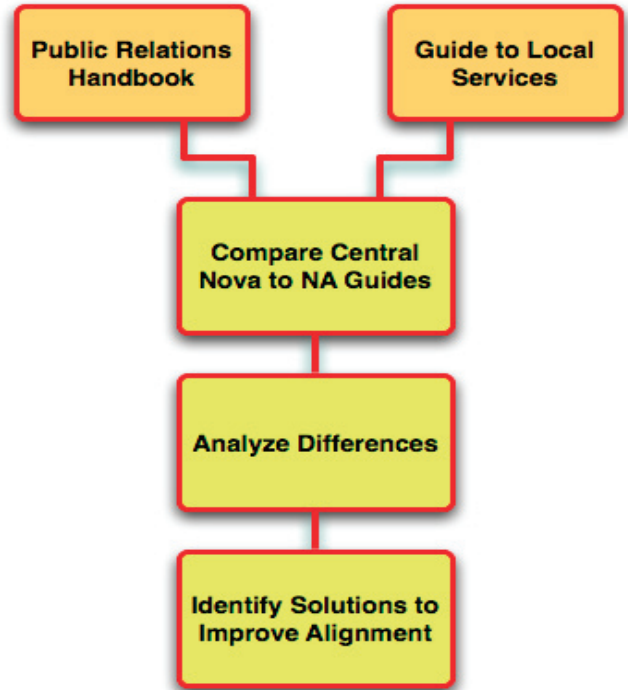 Public Relations
Handbook
Guide to Local
Services
Compare Central
Nova to NA Guides
Analyze Differences
Identify Solutions to
Improve Alignment